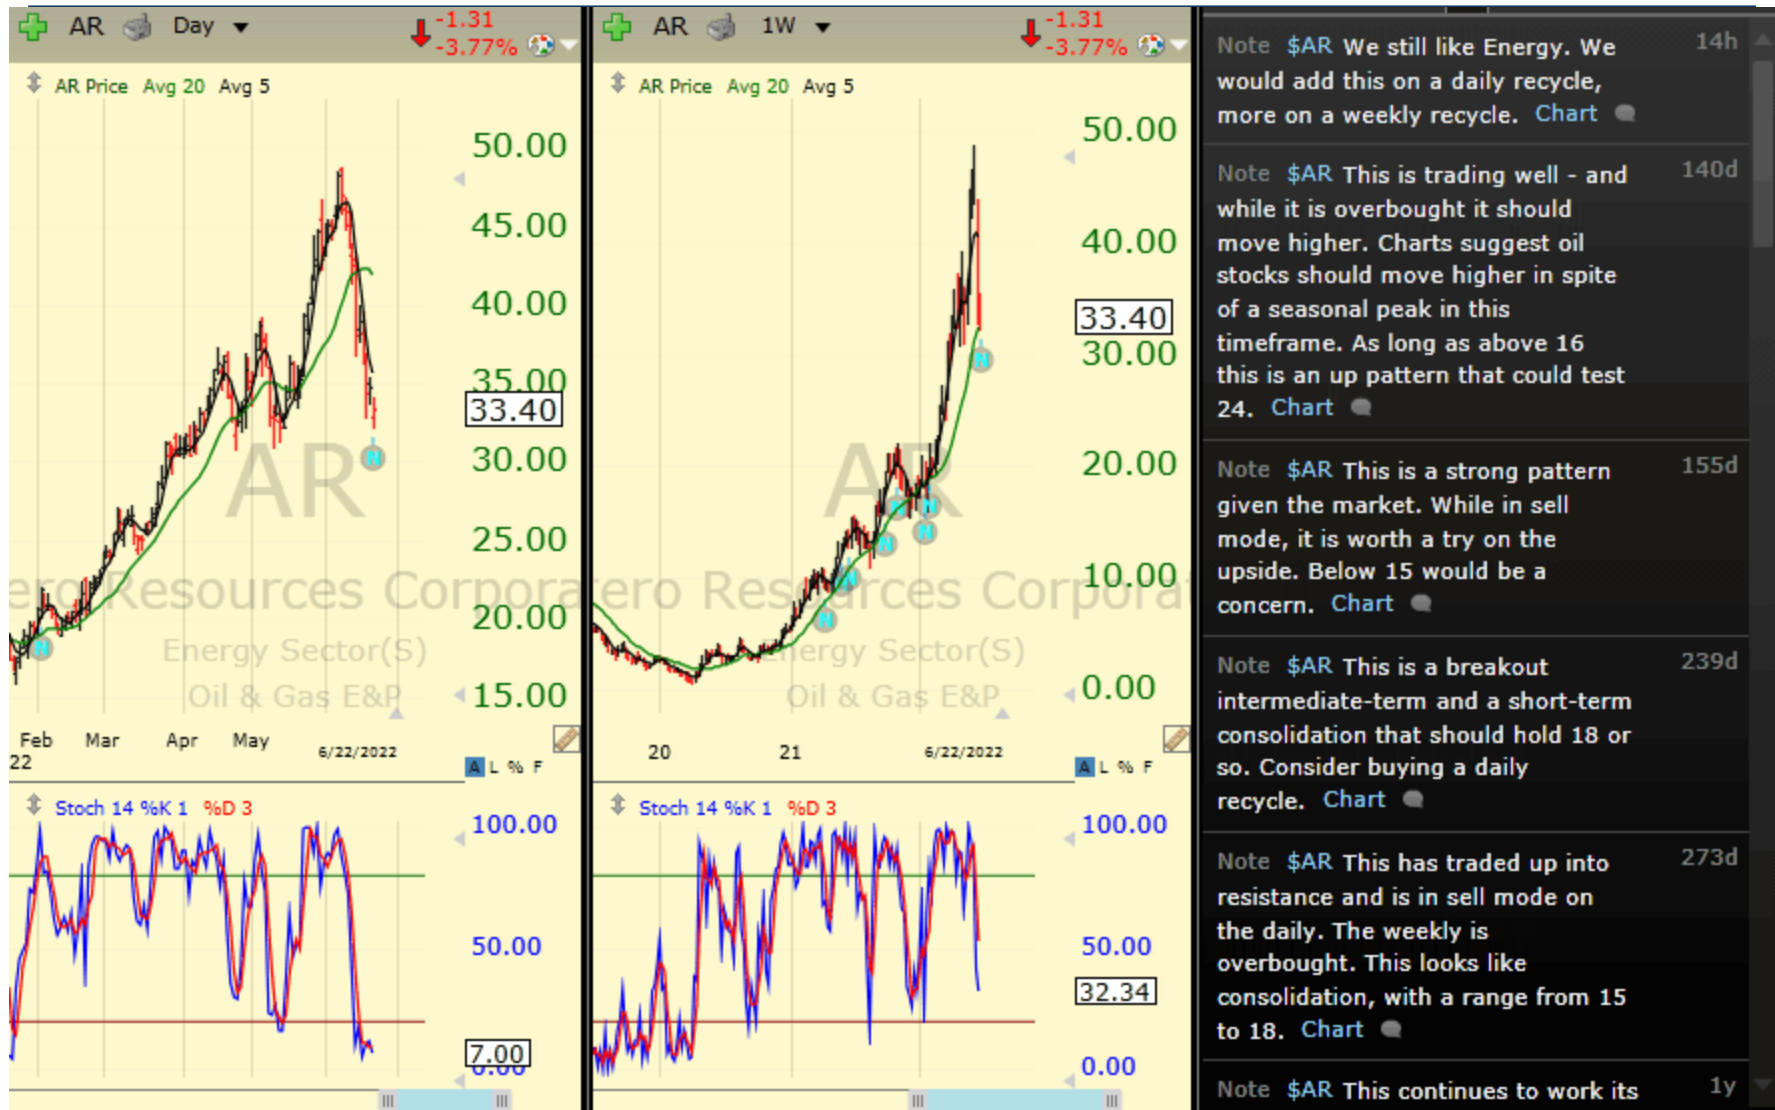 AR Day -1.31
-3.77%
AR Price Avg 20 Avg 5
50.00
45.00
40.00
35.00
33.40
30.00
25.00
20.00
15.00
AR
ero Resources Corpora
Energy Sector(S)
Oil & Gas E&P
Feb Mar Apr May 6/22/2022
22
A L % F
Stoch 14 %K 1 %D 3
100.00
50.00
7.00
0.00
N
N
AR 1W -1.31
-3.77%
AR Price Avg 20 Avg 5
50.00
40.00
33.40
30.00
20.00
10.00
0.00
AR
ero Resources Corporat
Energy Sector(S)
Oil & Gas E&P
20 21 6/22/2022
A L % F
Stoch 14 %K 1 %D 3
100.00
50.00
32.34
0.00
N
N
N
N
N
N
N
Note $AR We still like Energy. We 14h
would add this on a daily recycle,
more on a weekly recycle. Chart
Note $AR This is trading well - and 140d
while it is overbought it should
move higher. Charts suggest oil
stocks should move higher in spite
of a seasonal peak in this
timeframe. As long as above 16
this is an up pattern that could test
24. Chart
Note $AR This is a strong pattern 155d
given the market. While in sell
mode, it is worth a try on the
upside. Below 15 would be a
concern. Chart
Note $AR This is a breakout 239d
intermediate-term and a short-term
consolidation that should hold 18 or
so. Consider buying a daily
recycle. Chart
Note $AR This has traded up into 273d
resistance and is in sell mode on
the daily. The weekly is
overbought. This looks like
consolidation, with a range from 15
to 18. Chart
Note $AR This continues to work its 1y